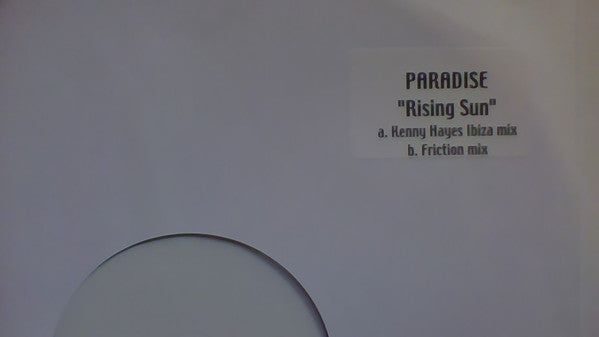 PARADISE
"Rising Sun"
a. Kenny Hayes Ibiza mix
b. Friction mix